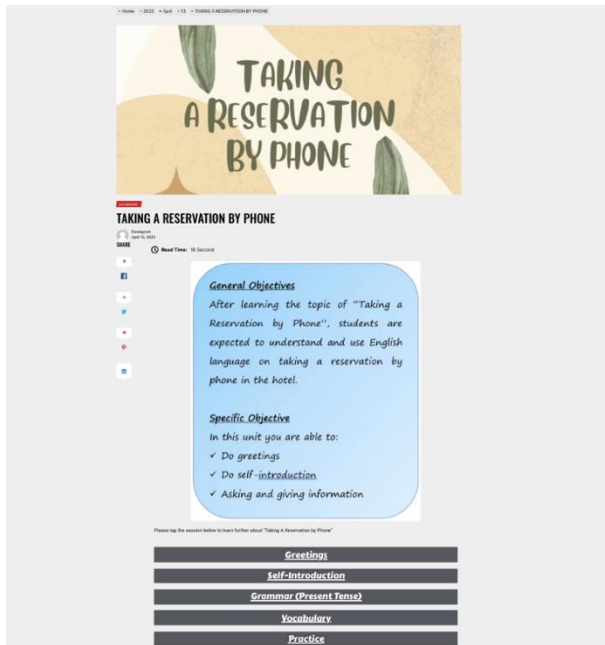 Home 2023 April 13 TAKING A RESERVATION BY PHONE
TAKING
A RESERVATION
BY PHONE
TAKING A RESERVATION BY PHONE
April 13, 2023
SHARE
Read Time: 18 Second
General Objectives
After learning the topic of "Taking a
Reservation by Phone", students are
expected to understand and use English
language on taking a reservation by
phone in the hotel.
Specific Objective
In this unit you are able to:
✓ Do greetings
✓ Do self-introduction
✓ Asking and giving information
Please tap the session below to learn further about "Taking A Reservation by Phone"
Greetings
Self-Introduction
Grammar (Present Tense)
Vocabulary
Practice